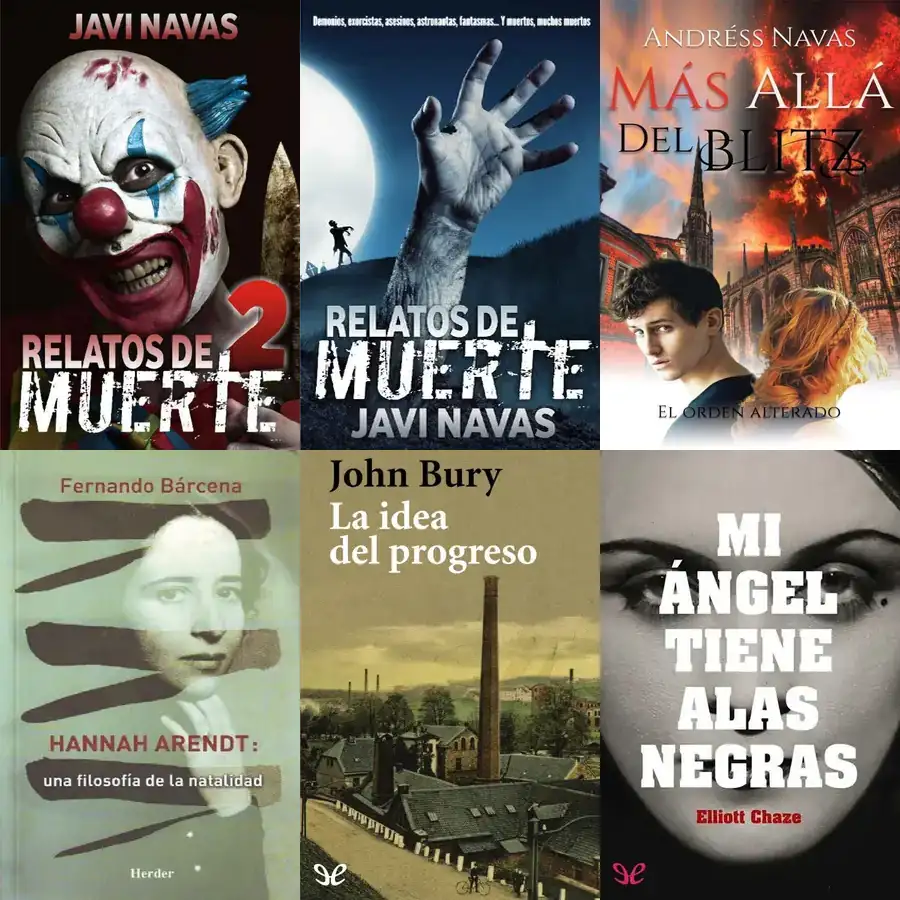 JAVI NAVAS
RELATOS DE 2
MUERTE
Demonios, exorcistas, asesinos, astronautas, fantasmas... Y muertos, muchos muertos
RELATOS DE
MUERTE
JAVI NAVAS
ANDRÉSS NAVAS
MÁS ALLÁ
DEL BLITZ
EL ORDEN ALTERADO
Fernando Bárcena
HANNAH ARENDT:
una filosofía de la natalidad
Herder
John Bury
La idea
del progreso
MI
ÁNGEL
TIENE
ALAS
NEGRAS
Elliott Chaze